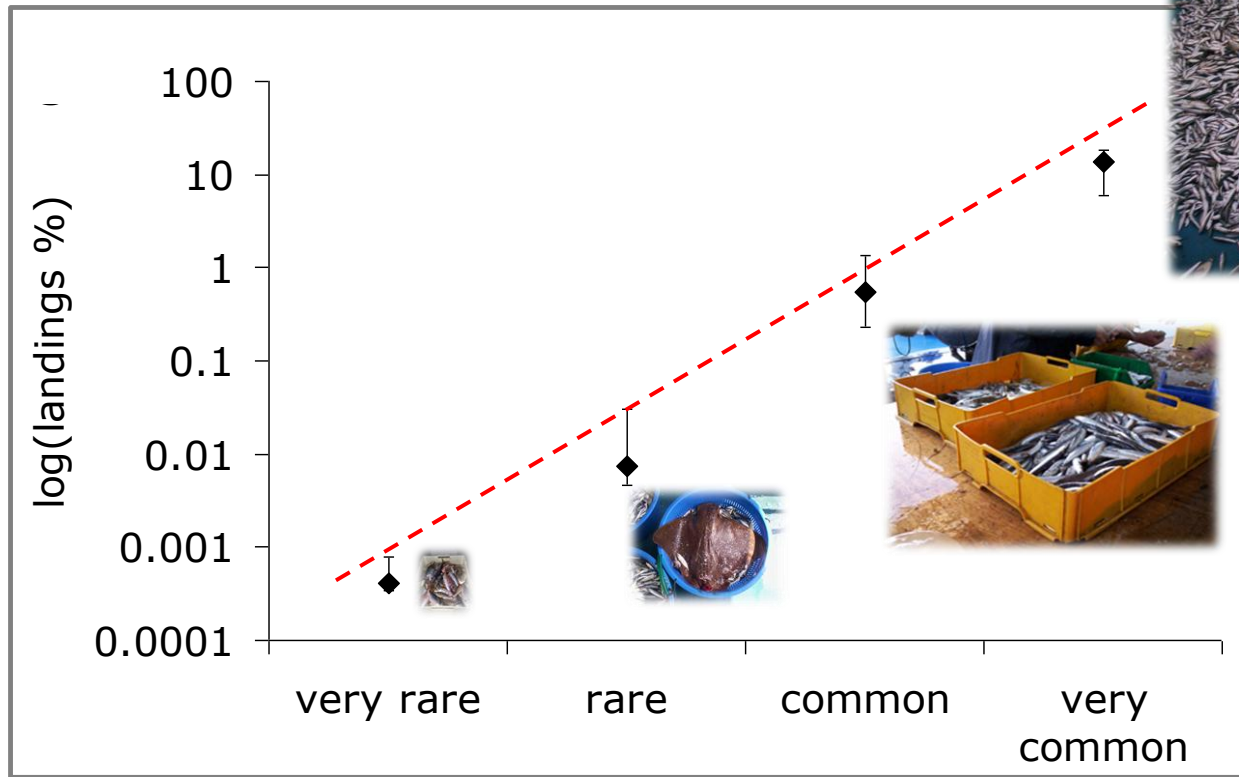 100
10
1
0.1
0.01
0.001
0.0001
log(landings %)
very rare
rare
common
very
common